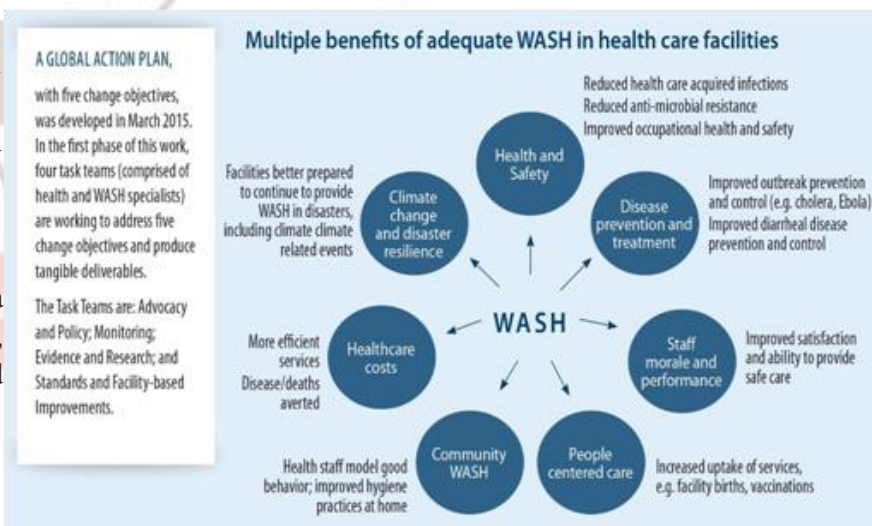 A GLOBAL ACTION PLAN,
with five change objectives,
was developed in March 2015.
In the first phase of this work,
four task teams (comprised of
health and WASH specialists)
are working to address five
change objectives and produce
tangible deliverables.
The Task Teams are: Advocacy
and Policy; Monitoring;
Evidence and Research; and
Standards and Facility-based
Improvements.
Multiple benefits of adequate WASH in health care facilities
Health and
Safety
Reduced health care acquired infections
Reduced anti-microbial resistance
Improved occupational health and safety
Disease
prevention and
treatment
Improved outbreak prevention
and control (e.g. cholera, Ebola)
Improved diarrheal disease
prevention and control
Staff
morale and
performance
Improved satisfaction
and ability to provide
safe care
People
centered care
Increased uptake of services,
e.g. facility births, vaccinations
Community
WASH
Health staff model good
behavior; improved hygiene
practices at home
Healthcare
costs
More efficient
services
Disease/deaths
averted
Climate
change
and disaster
resilience
Facilities better prepared
to continue to provide
WASH in disasters,
including climate climate
related events
WASH